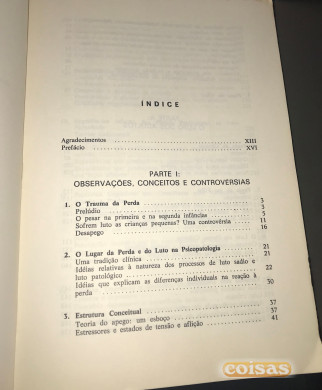 ÍNDICE
Agradecimentos XIII
Prefácio XVI
PARTE I:
OBSERVAÇÕES, CONCEITOS E CONTROVÉRSIAS
1. O Trauma da Perda 3
Prelúdio 3
O pesar na primeira e na segunda infâncias 5
Sofrem luto as crianças pequenas? Uma controvérsia 11
Desapego 16
2. O Lugar da Perda e do Luto na Psicopatologia 21
Uma tradição clínica 21
Idéias relativas à natureza dos processos de luto sadio e
luto patológico 22
Idéias que explicam as diferenças individuais na reação à
perda 30
3. Estrutura Conceitual 37
Teoria do apego: um esboço 37
Estressores e estados de tensão e aflição 41
coisas